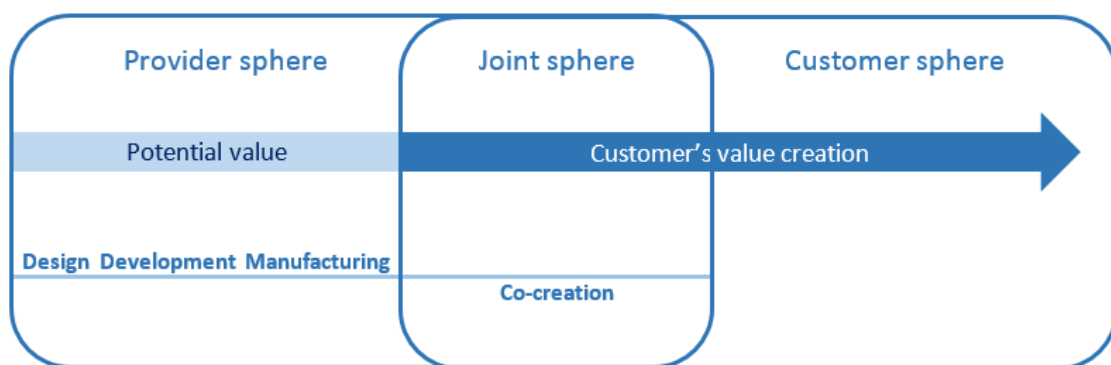 Provider sphere
Joint sphere
Customer sphere
Potential value
Customer's value creation
Design Development Manufacturing
Co-creation